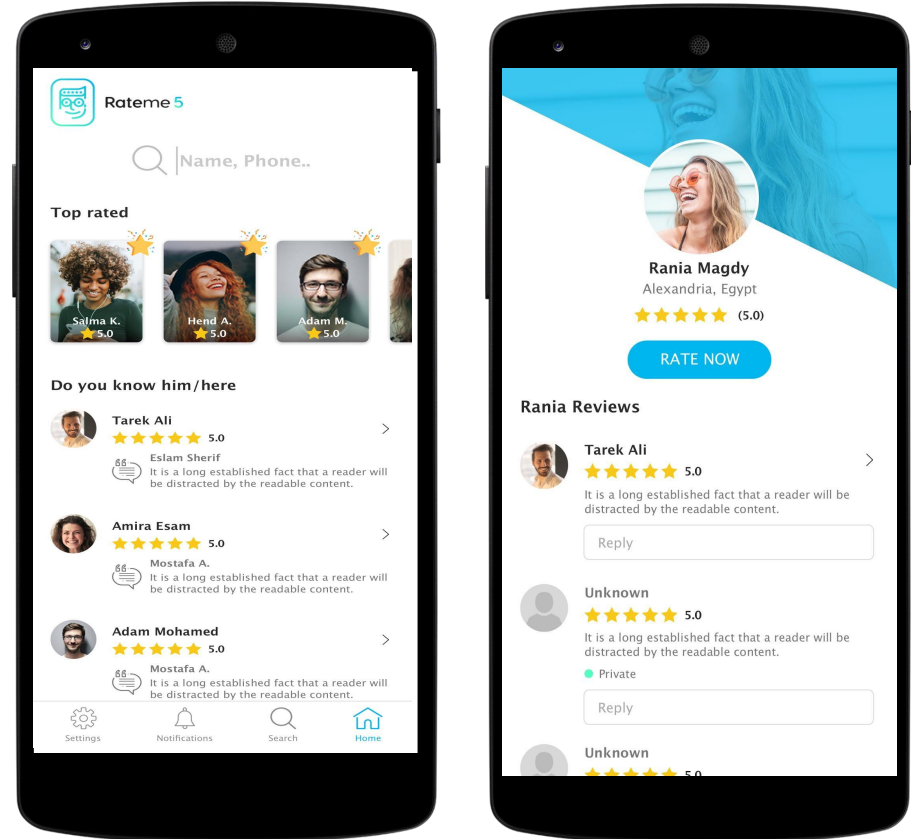 Rateme 5
Name, Phone..
Top rated
Salma K.
5.0
Hend A.
5.0
Adam M.
5.0
Do you know him/here
Tarek Ali
5.0
Eslam Sherif
It is a long established fact that a reader will
be distracted by the readable content.
Amira Esam
5.0
Mostafa A.
It is a long established fact that a reader will
be distracted by the readable content.
Adam Mohamed
5.0
Mostafa A.
It is a long established fact that a reader will
be distracted by the readable content.
Settings
Notifications
Search
Home
Rania Magdy
Alexandria, Egypt
(5.0)
RATE NOW
Rania Reviews
Tarek Ali
5.0
It is a long established fact that a reader will be
distracted by the readable content.
Reply
Unknown
5.0
It is a long established fact that a reader will be
distracted by the readable content.
Private
Reply
Unknown
5.0